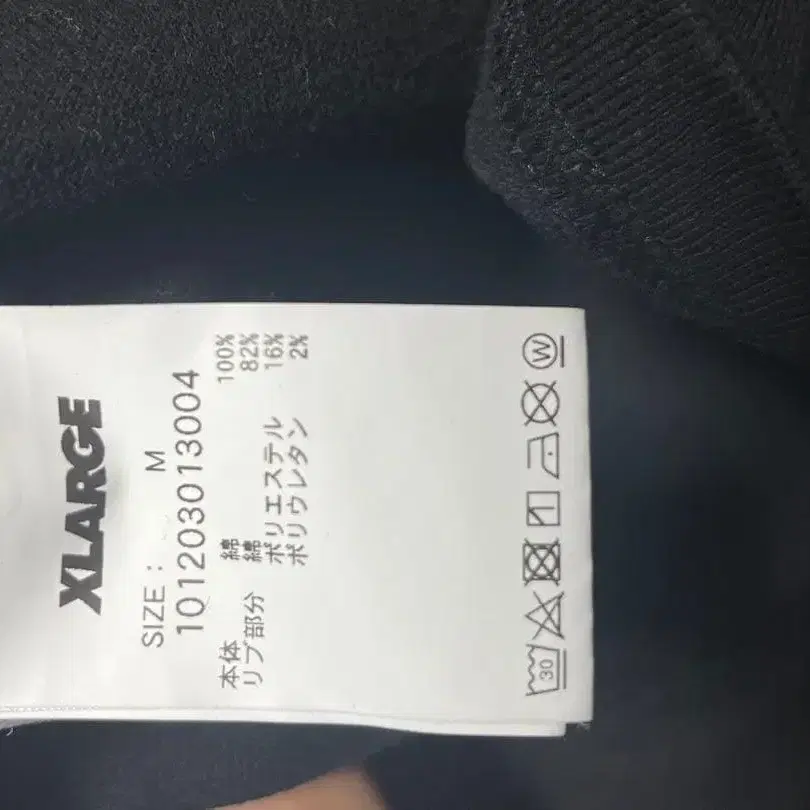 XLARGE
SIZE : M
101203013004
本体 綿 100%
リブ部分 綿 82%
ポリエステル 16%
ポリウレタン 2%
30 W